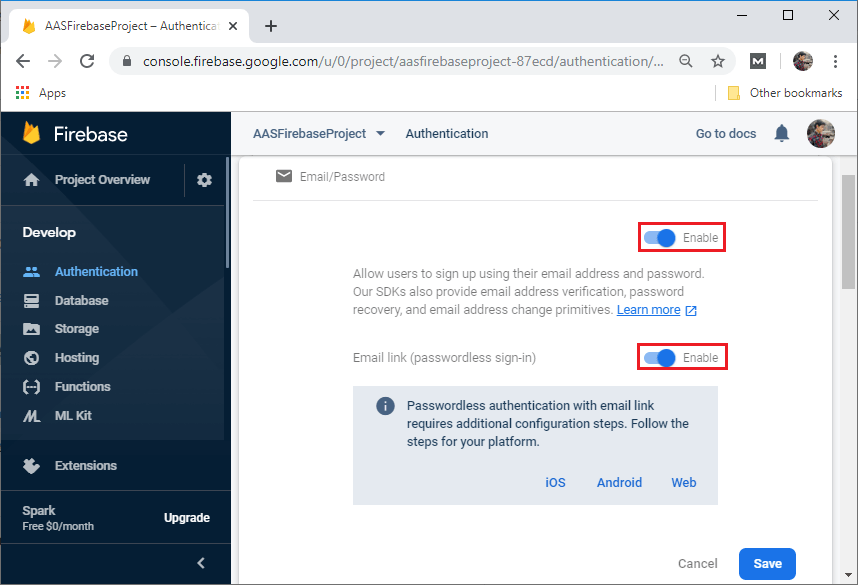 AASFirebaseProject – Authenticat
console.firebase.google.com/u/0/project/aasfirebaseproject-87ecd/authentication/...
Apps
Other bookmarks
Firebase
AASFirebaseProject
Authentication
Go to docs
Project Overview
Develop
Authentication
Database
Storage
Hosting
Functions
ML Kit
Extensions
Spark
Free $0/month
Upgrade
Email/Password
Enable
Allow users to sign up using their email address and password.
Our SDKs also provide email address verification, password
recovery, and email address change primitives. Learn more
Email link (passwordless sign-in)
Enable
Passwordless authentication with email link
requires additional configuration steps. Follow the
steps for your platform.
iOS
Android
Web
Cancel
Save